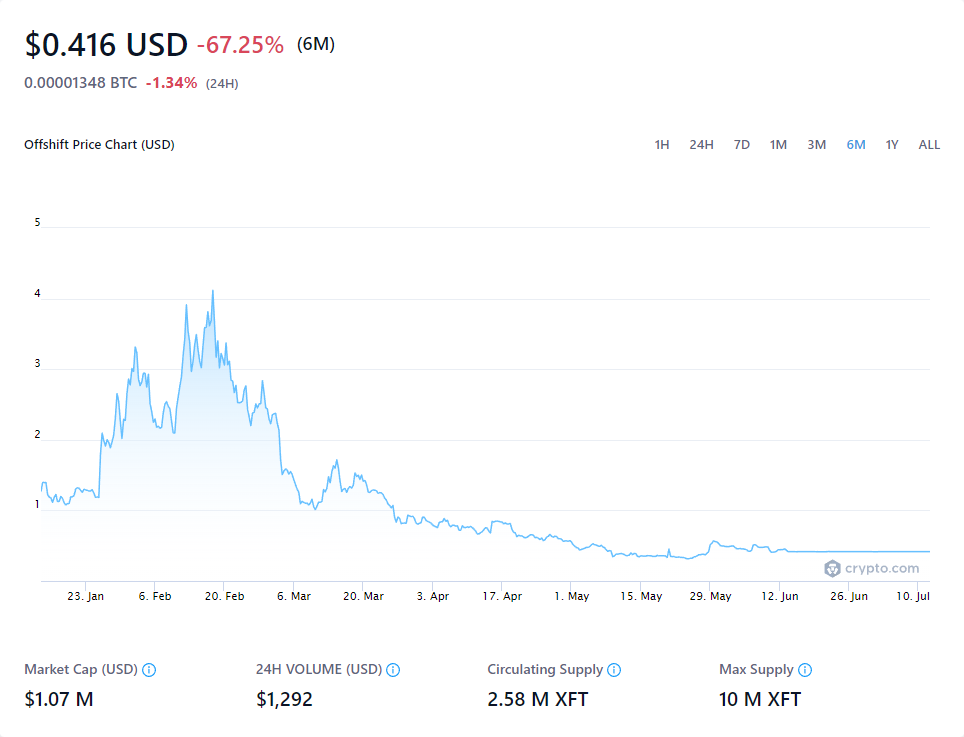 $0.416 USD -67.25% (6M)
0.00001348 BTC -1.34% (24H)
Offshift Price Chart (USD) 1H 24H 7D 1M 3M 6M 1Y ALL
5
4
3
2
1
crypto.com
23. Jan 6. Feb 20. Feb 6. Mar 20. Mar 3. Apr 17. Apr 1. May 15. May 29. May 12. Jun 26. Jun 10. Jul
Market Cap (USD) 24H VOLUME (USD) Circulating Supply Max Supply
$1.07 M $1,292 2.58 M XFT 10 M XFT